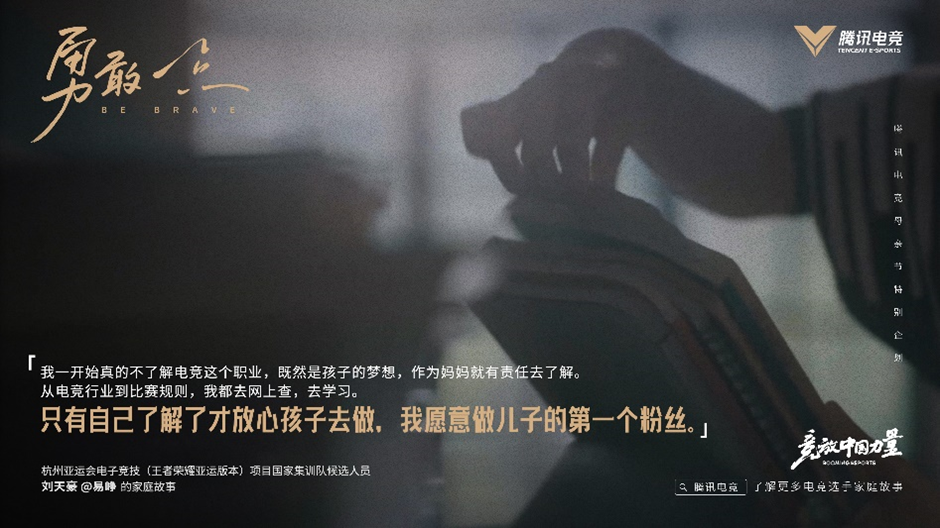 勇敢一点
BE BRAVE
腾讯电竞
TENCENT E-SPORTS
腾讯电竞母亲节特别企划
「我一开始真的不了解电竞这个职业，既然是孩子的梦想，作为妈妈就有责任去了解。
从电竞行业到比赛规则，我都去网上查，去学习。
只有自己了解了才放心孩子去做，我愿意做儿子的第一个粉丝。」
杭州亚运会电子竞技（王者荣耀亚运版本）项目国家集训队候选人员
刘天豪 @易峥 的家庭故事
竞放中国力量
BOOMING ESPORTS
腾讯电竞 了解更多电竞选手家庭故事